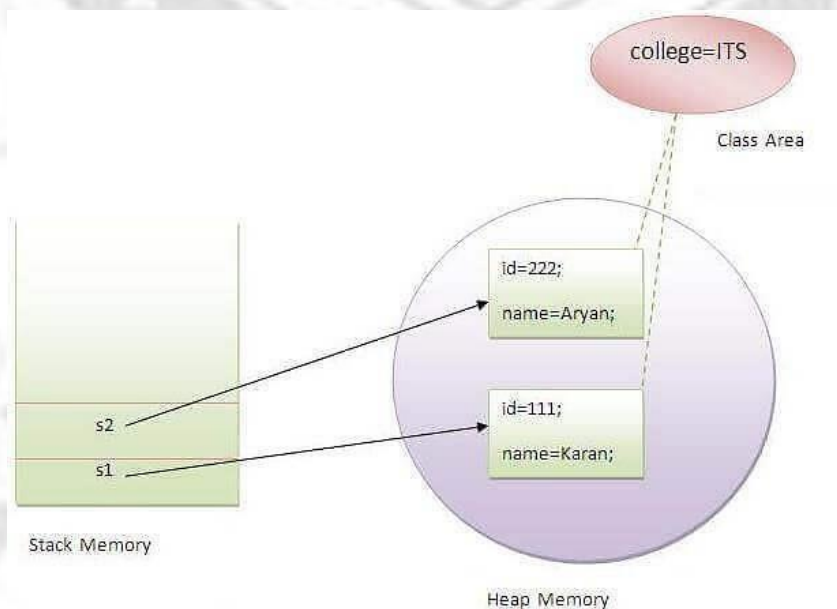 college=ITS
Class Area
id=222;
name=Aryan;
id=111;
name=Karan;
s2
s1
Stack Memory
Heap Memory